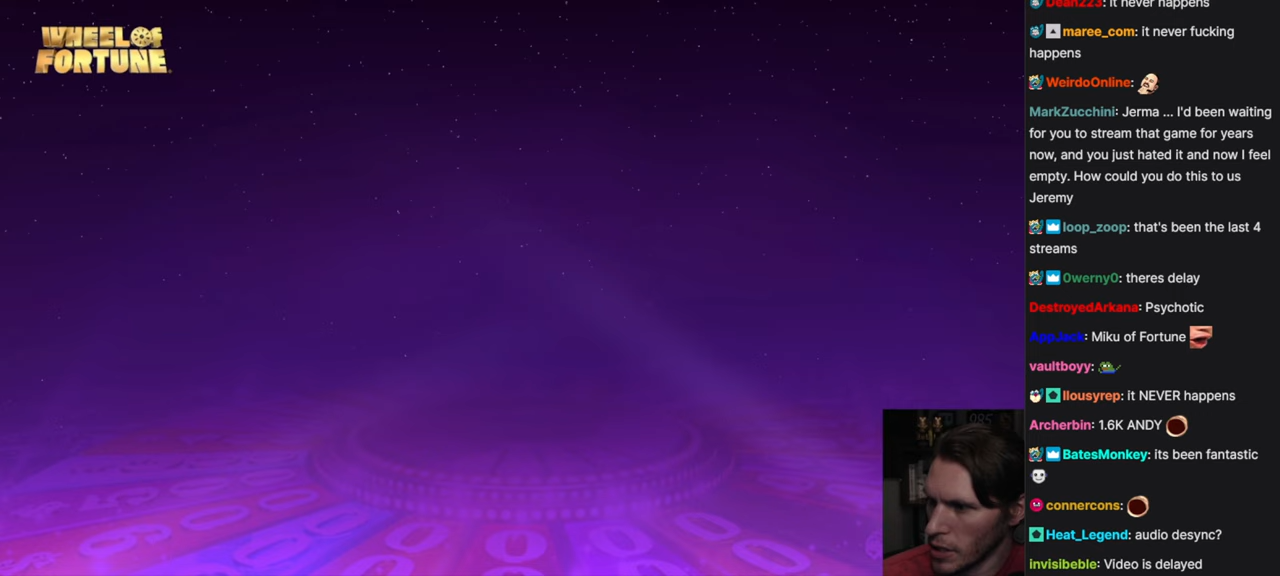 WHEEL OF
FORTUNE
Dean223: it never happens
maree_com: it never fucking
happens
WeirdoOnline:
MarkZucchini: Jerma ... I'd been waiting
for you to stream that game for years
now, and you just hated it and now I feel
empty. How could you do this to us
Jeremy
loop_zoop: that's been the last 4
streams
0werny0: theres delay
DestroyedArkana: Psychotic
AppJack: Miku of Fortune
vaultboyy:
llousyrep: it NEVER happens
Archerbin: 1.6K ANDY
BatesMonkey: its been fantastic
connercons:
Heat_Legend: audio desync?
invisibeble: Video is delayed